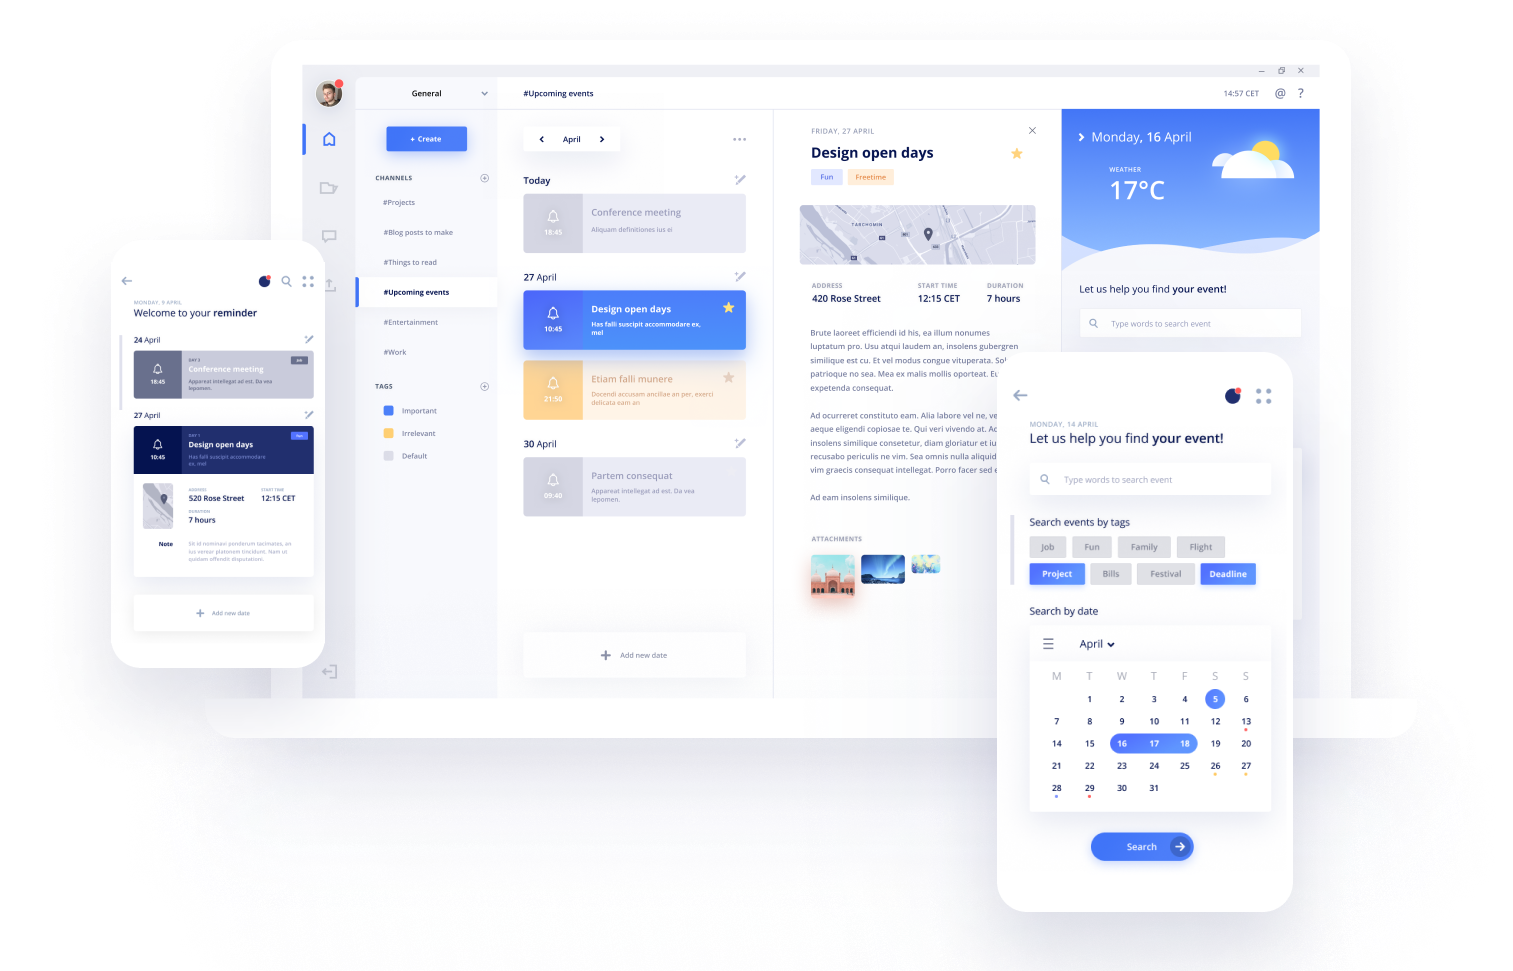 General
#Upcoming events
14:57 CET
@
?
+ Create
CHANNELS
#Projects
#Blog posts to make
#Things to read
#Upcoming events
#Entertainment
#Work
TAGS
Important
Irrelevant
Default
April
Today
18:45
Conference meeting
Aliquam definitiones ius ei
27 April
10:45
Design open days
Has falli suscipit accommodare ex,
mel
21:50
Etiam falli munere
Docendi accusam ancillae an per, exerci
delicata eam an
30 April
09:40
Partem consequat
Appareat intellegat ad est. Da vea
lepomen.
Add new date
FRIDAY, 27 APRIL
Design open days
Fun
Freetime
TARCHOMIN
ADDRESS
START TIME
DURATION
420 Rose Street
12:15 CET
7 hours
Brute laoreet efficiendi id his, ea illum nonumes
luptatum pro. Usu atqui laudem an, insolens gubergren
similique est cu. Et vel modus congue vituperata.
patrioque no sea. Mea ex malis mollis oporteat.
expetenda consequat.
Ad ocurreret constituto eam. Alia labore vel ne,
aeque eligendi copiosae te. Qui veri vivendo at.
insolens similique consetetur, diam gloriatur et
recusabo periculis ne vim. Sea omnis nulla
vim graecis consequat intellegat. Porro facer sed
Ad eam insolens similique.
ATTACHMENTS
Monday, 16 April
WEATHER
17°C
Let us help you find your event!
Type words to search event
MONDAY, 9 APRIL
Welcome to your reminder
24 April
18:45
DAY 3
Job
Conference meeting
Appareat intellegat ad est. Da vea
lepomen.
27 April
10:45
DAY 1
Design open days
Has falli suscipit accommodare
ex, mel
ADDRESS
START TIME
520 Rose Street
12:15 CET
DURATION
7 hours
Note
Sit id nominavi ponderum tacimates, an
ius verear platonem tincidunt. Nam ut
quodam offendit disputationi.
Add new date
MONDAY, 14 APRIL
Let us help you find your event!
Type words to search event
Search events by tags
Job
Fun
Family
Flight
Project
Bills
Festival
Deadline
Search by date
April
M T W T F S S
1 2 3 4 5 6
7 8 9 10 11 12 13
14 15 16 17 18 19 20
21 22 23 24 25 26 27
28 29 30 31
Search